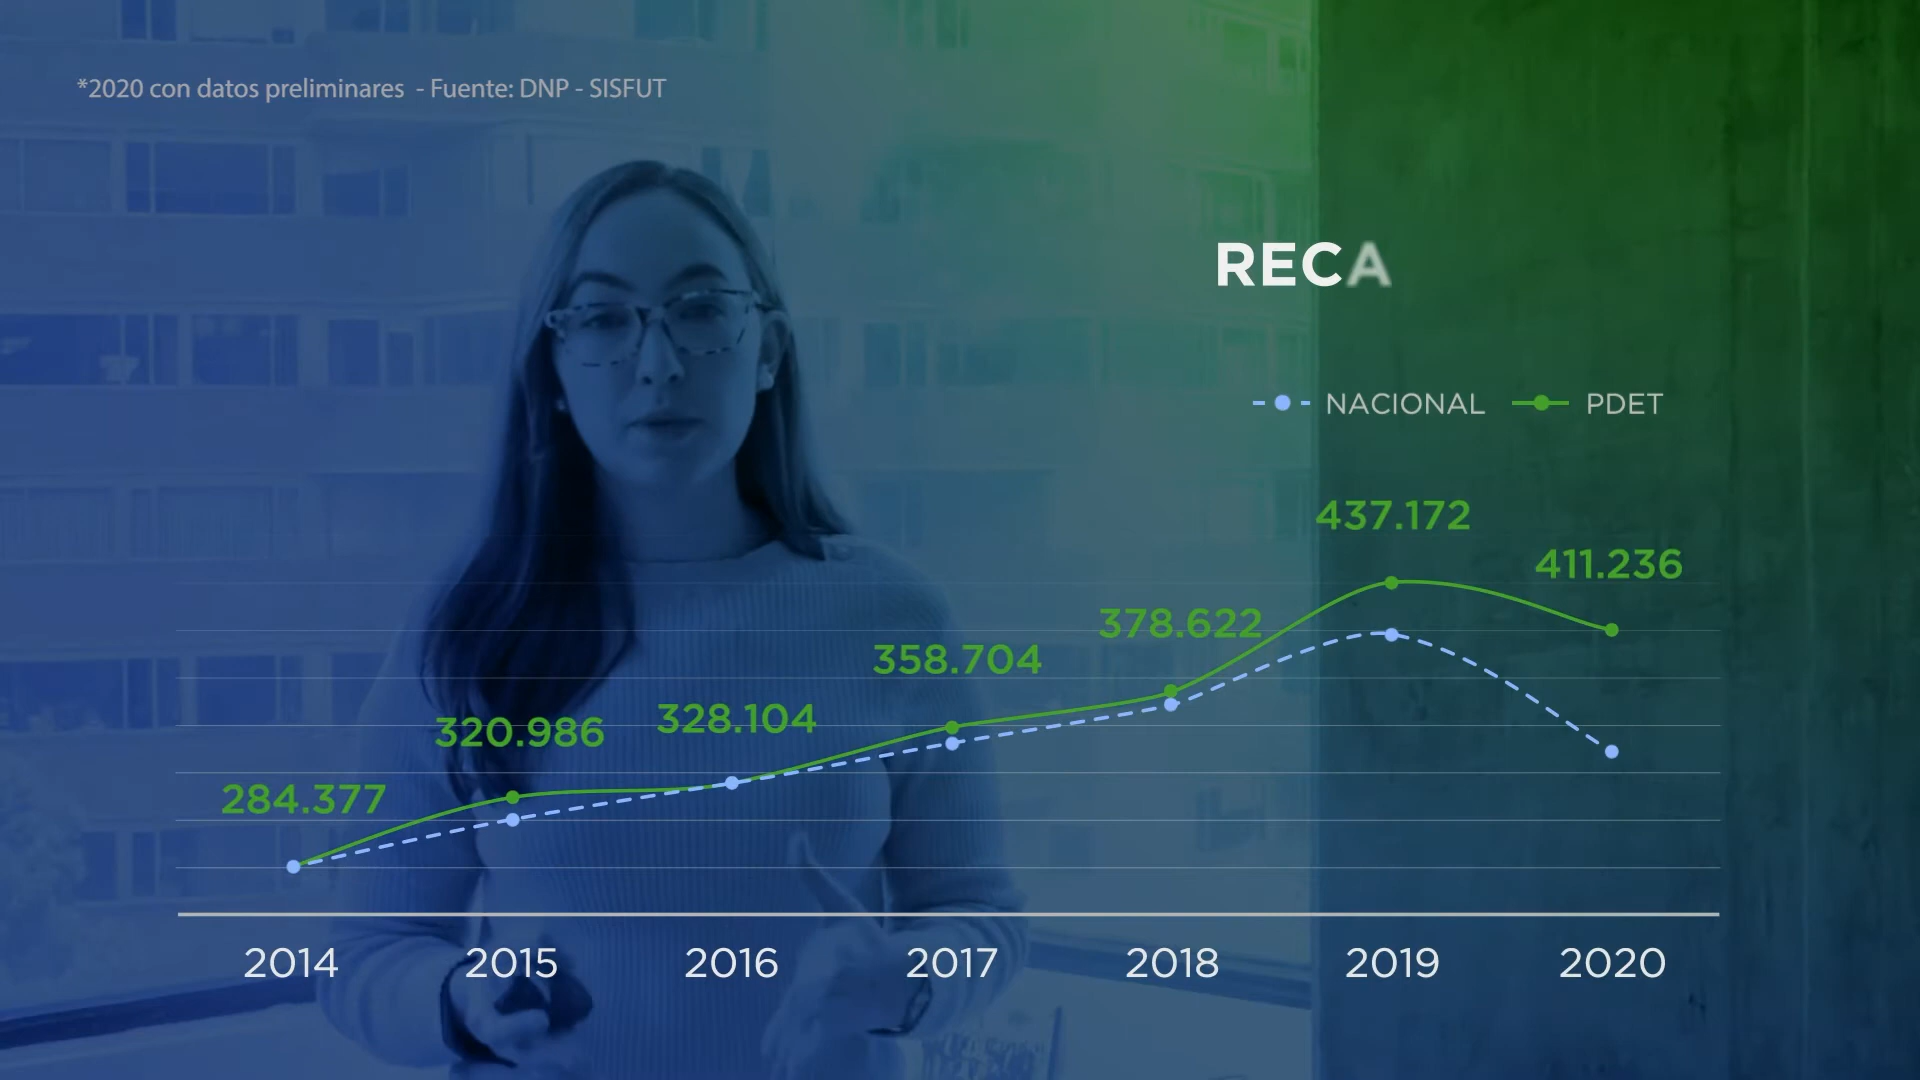 *2020 con datos preliminares - Fuente: DNP - SISFUT
RECA
NACIONAL PDET
437.172
411.236
378.622
358.704
328.104
320.986
284.377
2014 2015 2016 2017 2018 2019 2020